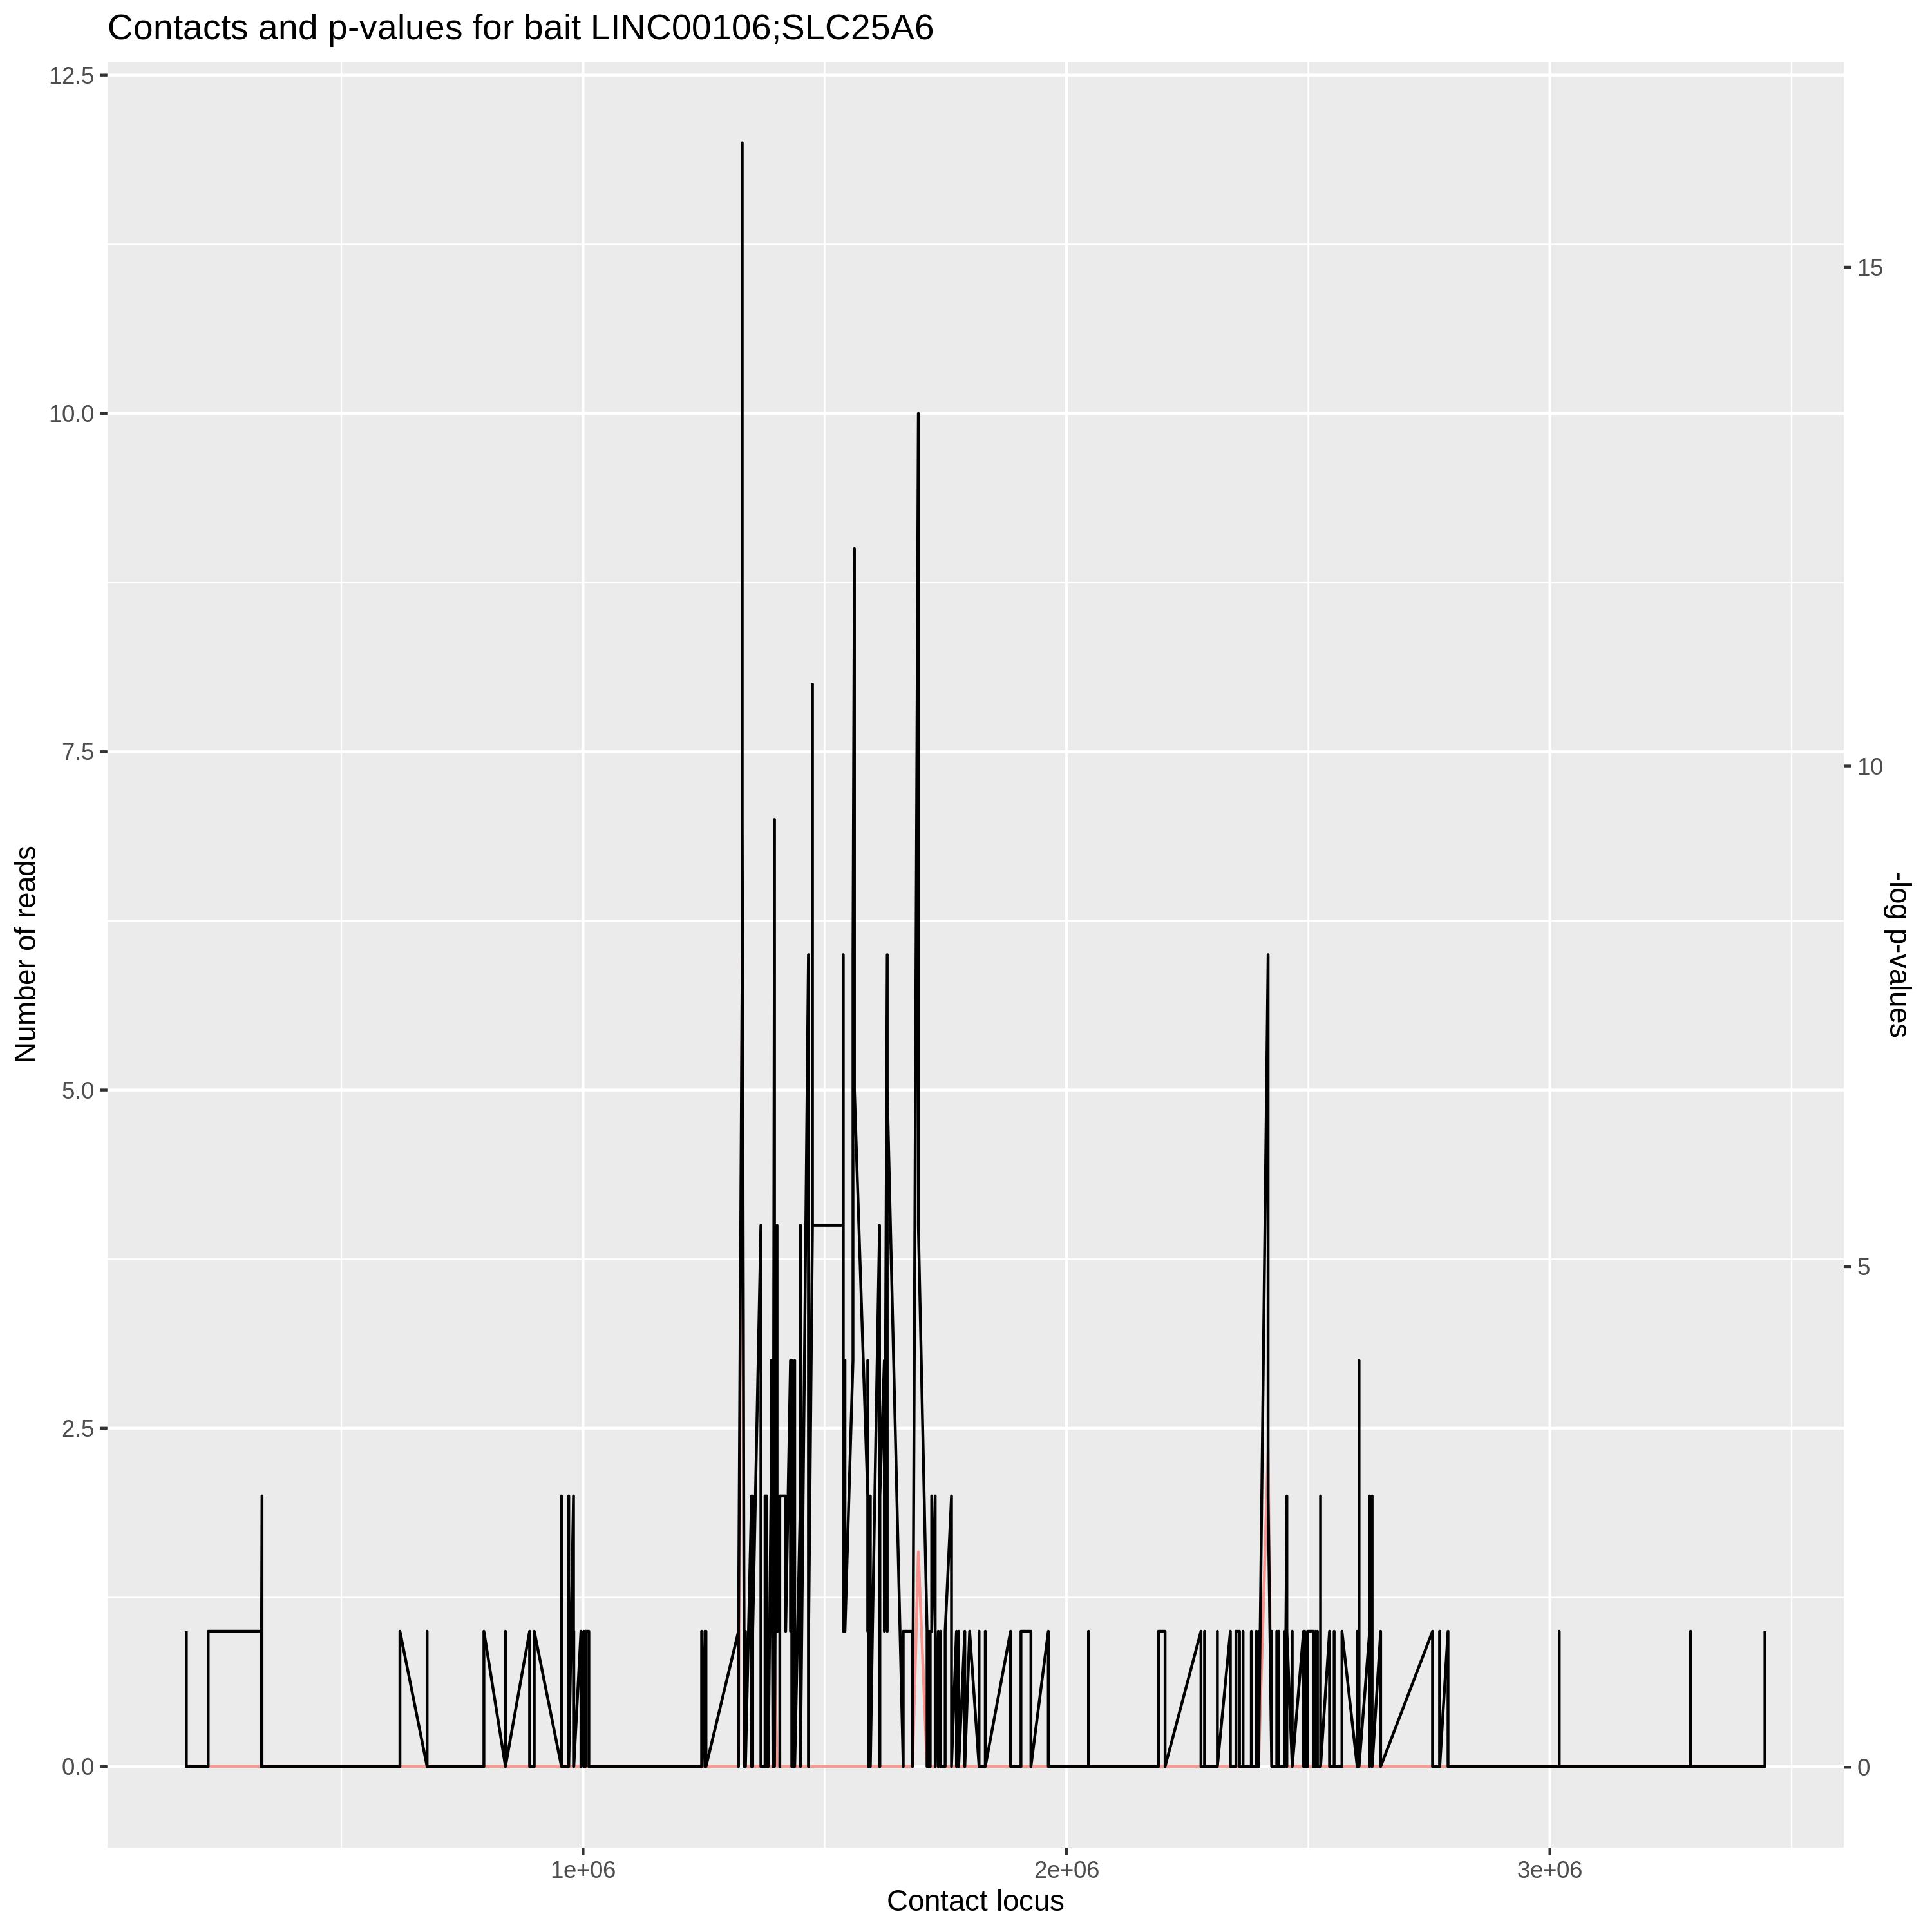 Contacts and p-values for bait LINC00106;SLC25A6
12.5
10.0
7.5
5.0
2.5
0.0
Number of reads
15
10
5
0
-log p-values
1e+06
2e+06
3e+06
Contact locus